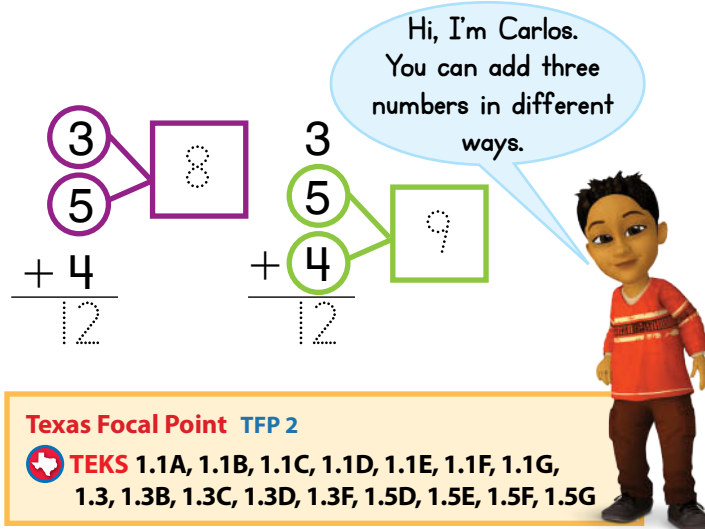 Hi, I'm Carlos.
You can add three
numbers in different
ways.
3
5
8
+ 4
12
3
5
9
+ 4
12
Texas Focal Point TFP 2
TEKS 1.1A, 1.1B, 1.1C, 1.1D, 1.1E, 1.1F, 1.1G,
1.3, 1.3B, 1.3C, 1.3D, 1.3F, 1.5D, 1.5E, 1.5F, 1.5G